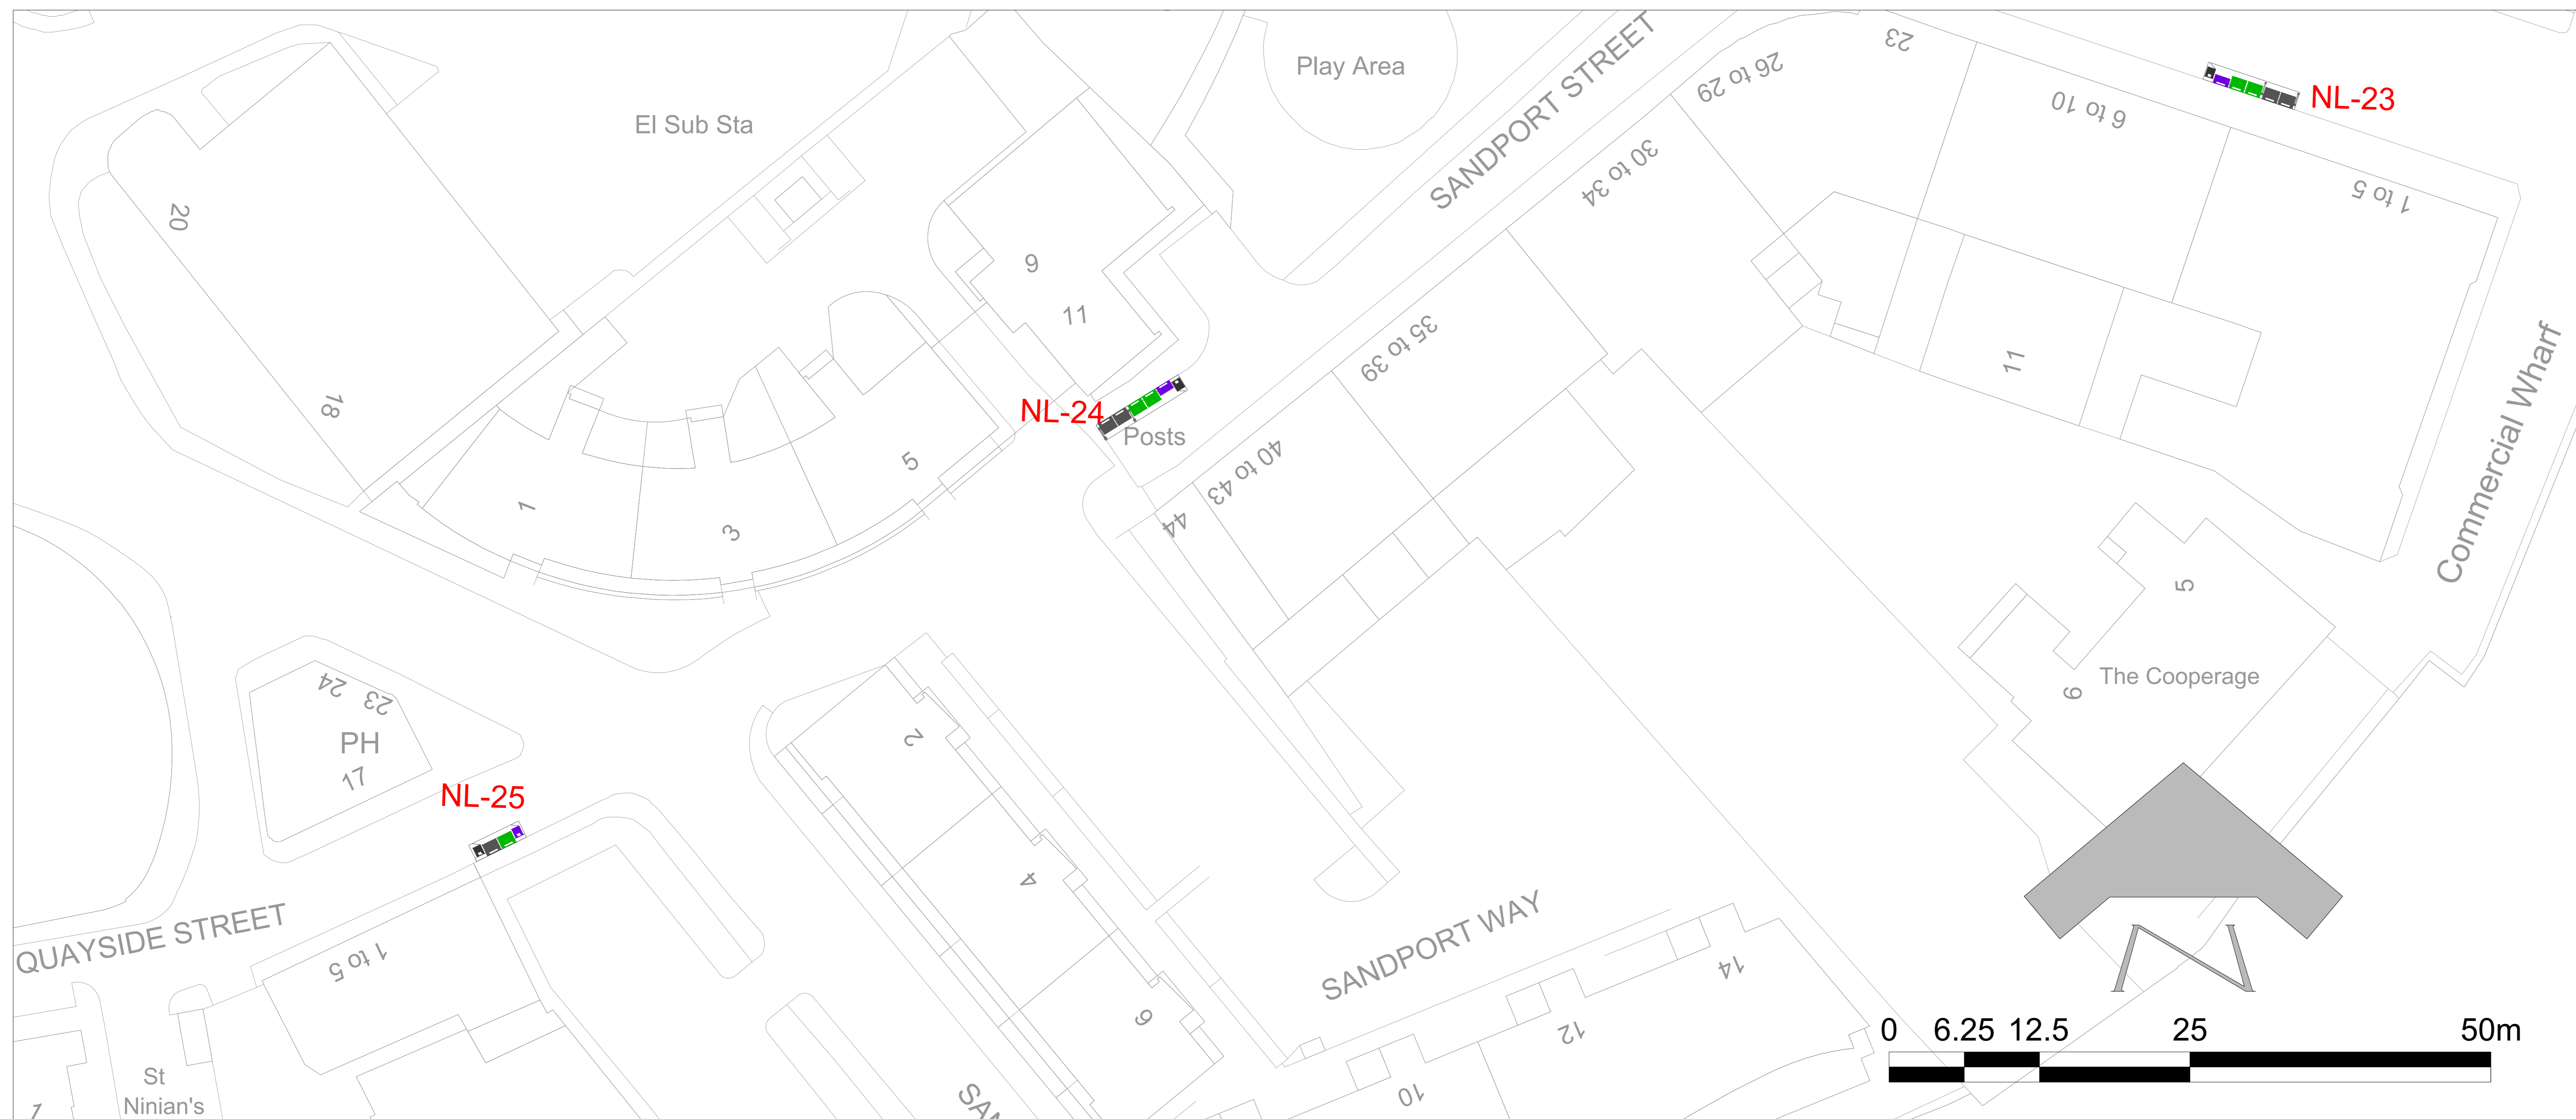 Play Area
El Sub Sta
SANDPORT STREET
26 to 29
23
6 to 10
NL-23
1 to 5
30 to 34
20
9
11
35 to 39
18
NL-24
Posts
11
Commercial Wharf
40 to 43
44
1
3
5
5
6
The Cooperage
24
23
PH
17
NL-25
2
4
6
QUAYSIDE STREET
1 to 5
SANDPORT WAY
14
12
10
St
Ninian's
1
SAN
N
0 6.25 12.5 25 50m